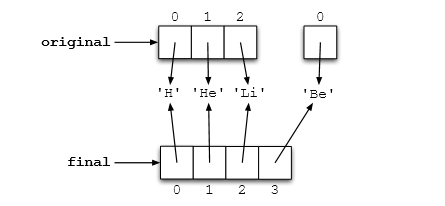 0 1 2 0
original
'H' 'He' 'Li' 'Be'
final
0 1 2 3